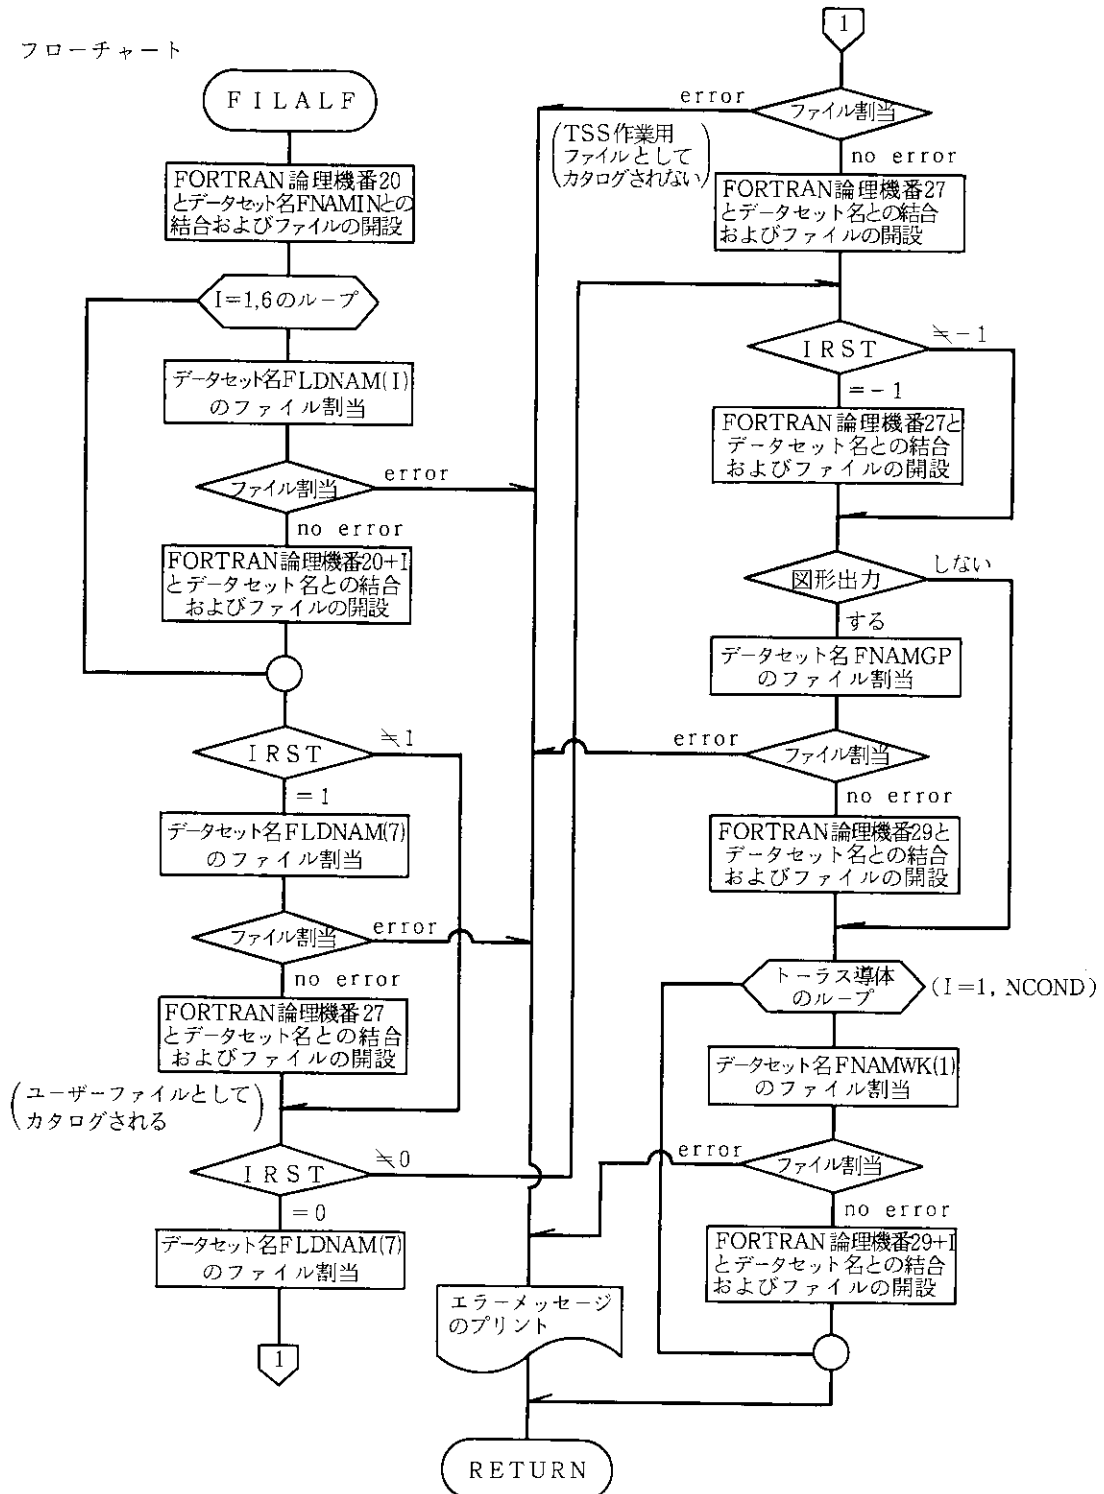 フローチャート
FILALF
FORTRAN論理機番20
とデータセット名FNAMINとの
結合およびファイルの開設
I=1,6のループ
データセット名FLDNAM(I)
のファイル割当
ファイル割当
error
no error
FORTRAN論理機番20+I
とデータセット名との結合
およびファイルの開設
IRST
≒1
=1
データセット名FLDNAM(7)
のファイル割当
ファイル割当
error
no error
FORTRAN論理機番27
とデータセット名との結合
およびファイルの開設
(ユーザーファイルとして
カタログされる)
IRST
≒0
=0
データセット名FLDNAM(7)
のファイル割当
1
1
error
ファイル割当
(TSS作業用
ファイルとして
カタログされない)
no error
FORTRAN論理機番27
とデータセット名との結合
およびファイルの開設
IRST
≒-1
=-1
FORTRAN論理機番27と
データセット名との結合
およびファイルの開設
図形出力
しない
する
データセット名FNAMGP
のファイル割当
error
ファイル割当
no error
FORTRAN論理機番29と
データセット名との結合
およびファイルの開設
トーラス導体
のループ
(I=1, NCOND)
データセット名FNAMWK(1)
のファイル割当
error
ファイル割当
no error
FORTRAN論理機番29+I
とデータセット名との結合
およびファイルの開設
エラーメッセージ
のプリント
RETURN